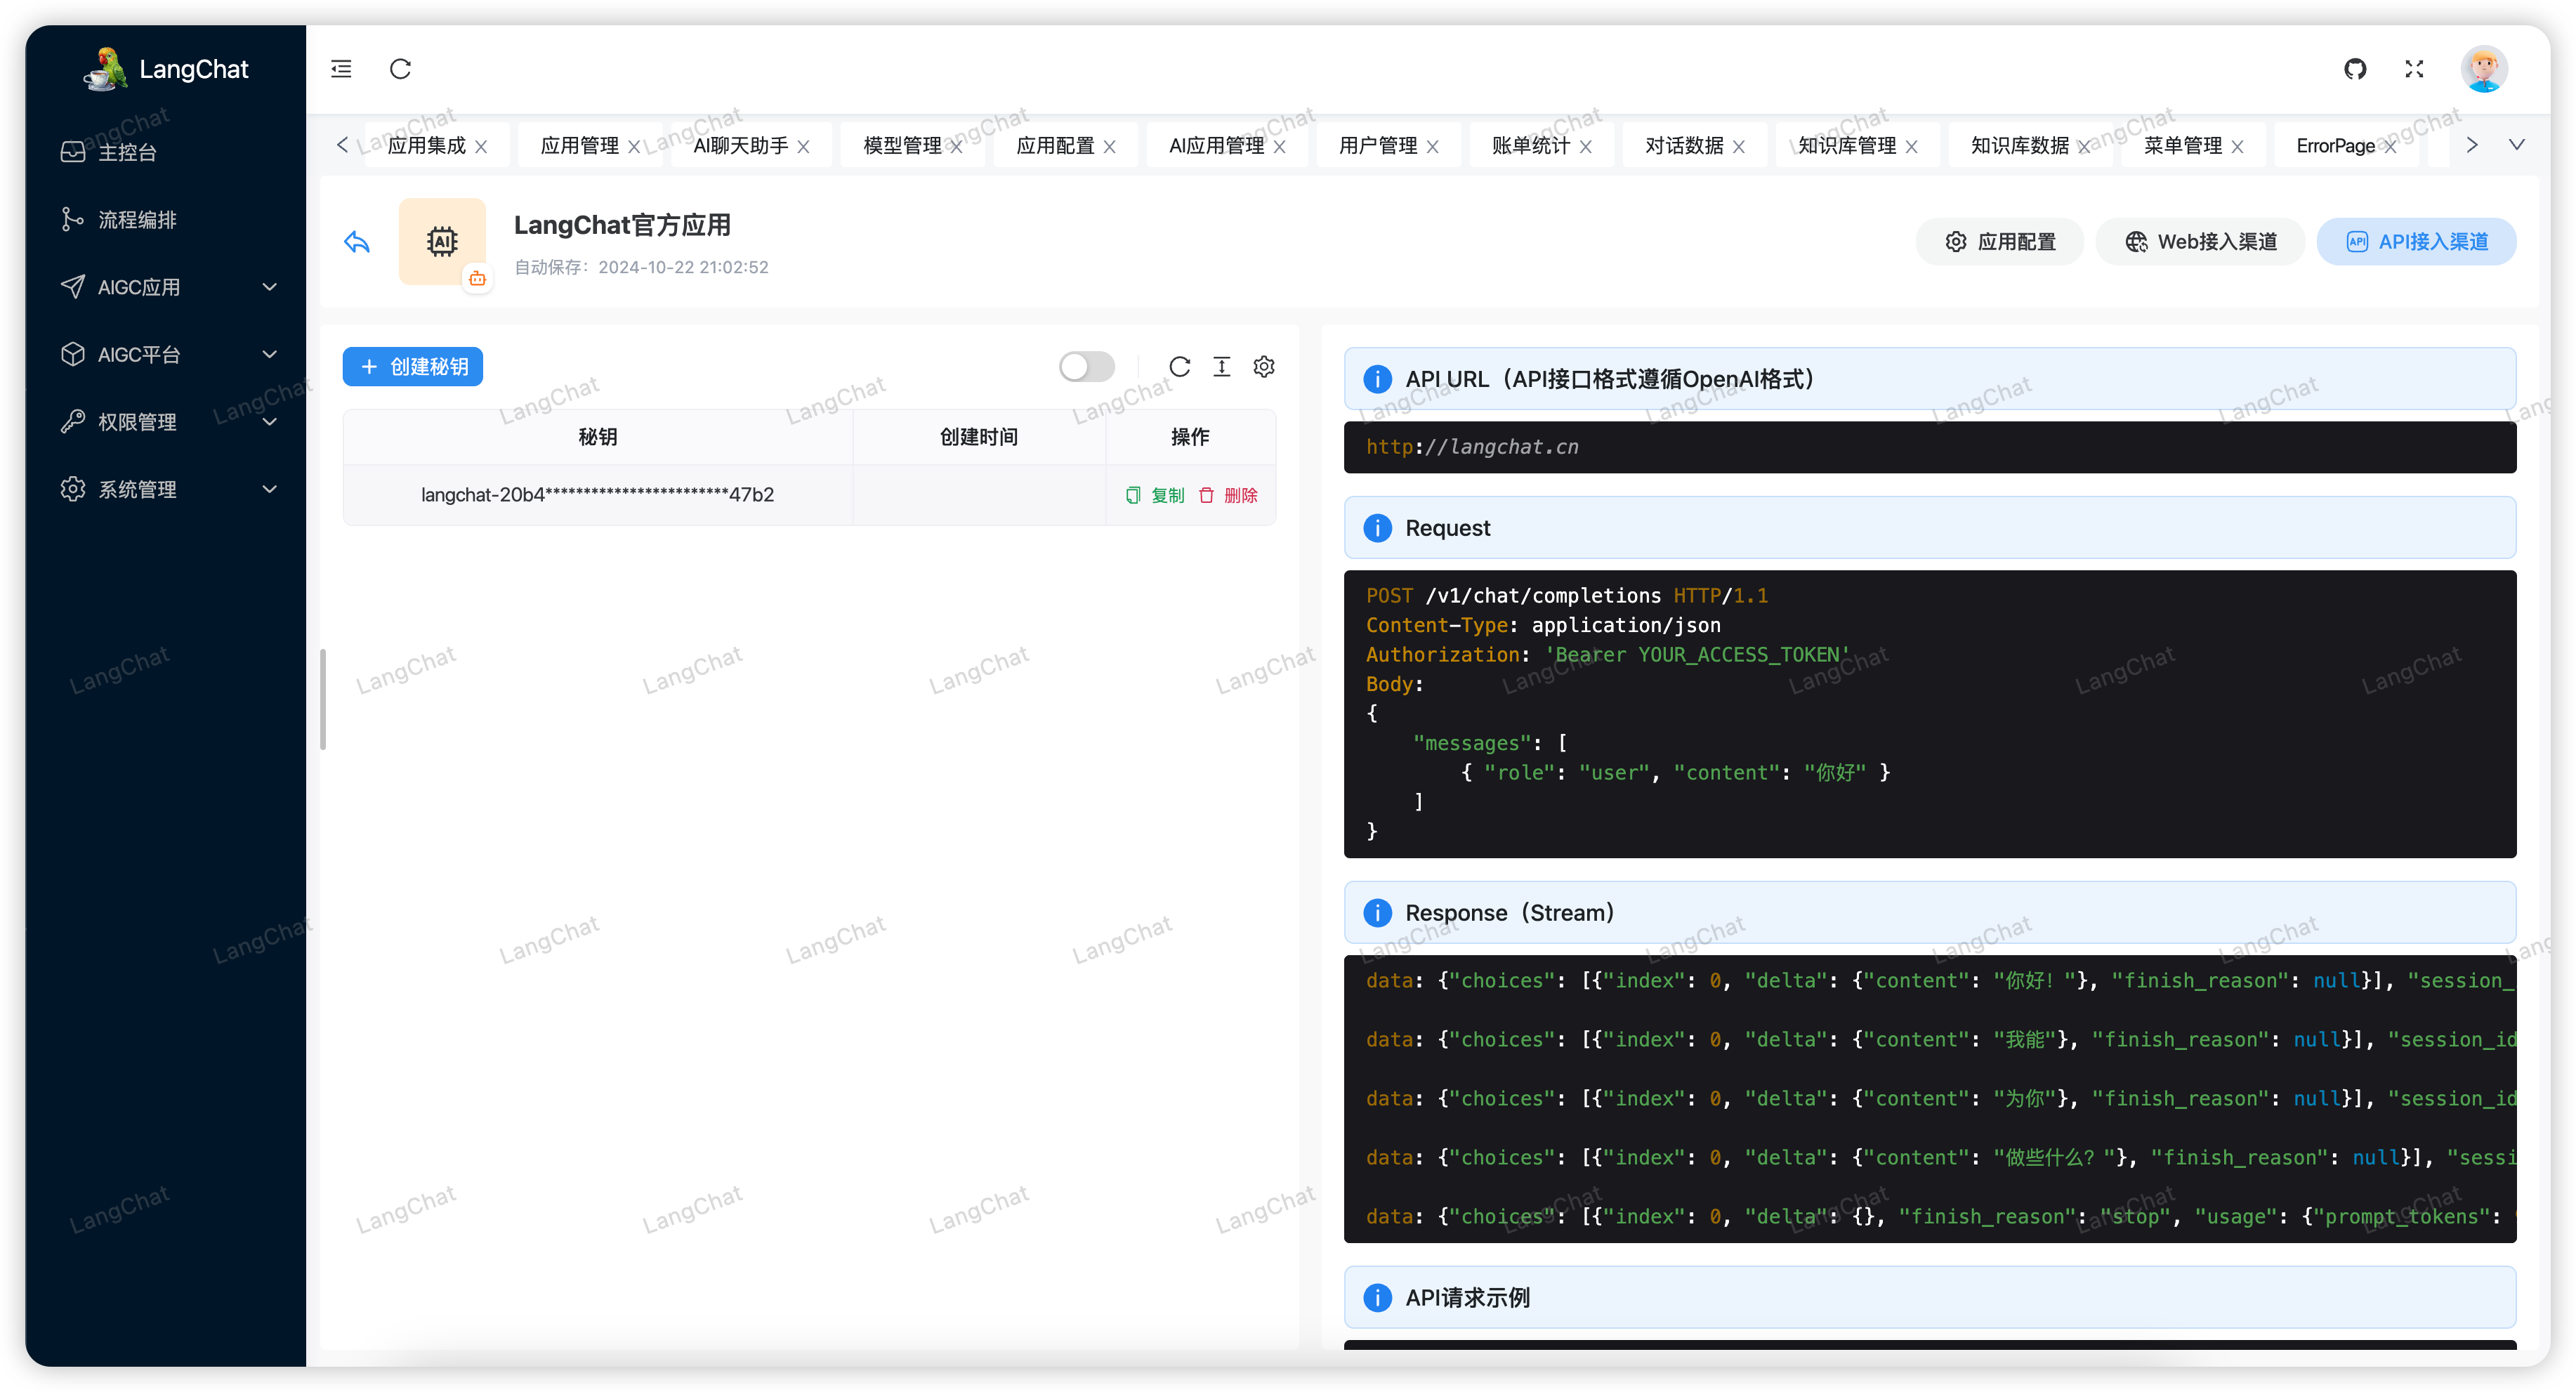 LangChat
主控台
流程编排
AIGC应用
AIGC平台
权限管理
系统管理
应用集成
应用管理
AI聊天助手
模型管理
应用配置
AI应用管理
用户管理
账单统计
对话数据
知识库管理
知识库数据
菜单管理
ErrorPage
LangChat官方应用
自动保存：2024-10-22 21:02:52
应用配置
Web接入渠道
API接入渠道
创建秘钥
秘钥 创建时间 操作
langchat-20b4************************47b2 复制 删除
API URL（API接口格式遵循OpenAI格式）
http://langchat.cn
Request
POST /v1/chat/completions HTTP/1.1
Content-Type: application/json
Authorization: 'Bearer YOUR_ACCESS_TOKEN'
Body:
{
"messages": [
{ "role": "user", "content": "你好" }
]
}
Response（Stream）
data: {"choices": [{"index": 0, "delta": {"content": "你好！"}, "finish_reason": null}], "session_
data: {"choices": [{"index": 0, "delta": {"content": "我能"}, "finish_reason": null}], "session_id
data: {"choices": [{"index": 0, "delta": {"content": "为你"}, "finish_reason": null}], "session_id
data: {"choices": [{"index": 0, "delta": {"content": "做些什么？"}, "finish_reason": null}], "sessi
data: {"choices": [{"index": 0, "delta": {}, "finish_reason": "stop", "usage": {"prompt_tokens":
API请求示例